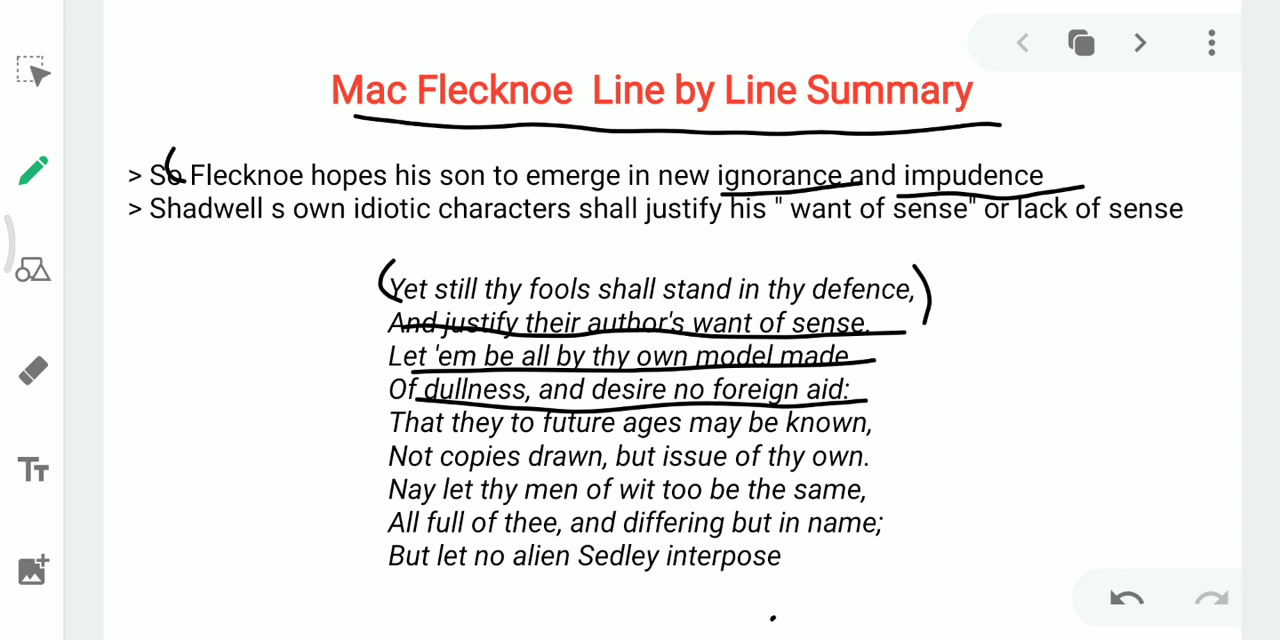 Mac Flecknoe Line by Line Summary
> So Flecknoe hopes his son to emerge in new ignorance and impudence
> Shadwell s own idiotic characters shall justify his " want of sense" or lack of sense
Yet still thy fools shall stand in thy defence,
And justify their author's want of sense.
Let 'em be all by thy own model made
Of dullness, and desire no foreign aid:
That they to future ages may be known,
Not copies drawn, but issue of thy own.
Nay let thy men of wit too be the same,
All full of thee, and differing but in name;
But let no alien Sedley interpose
TT